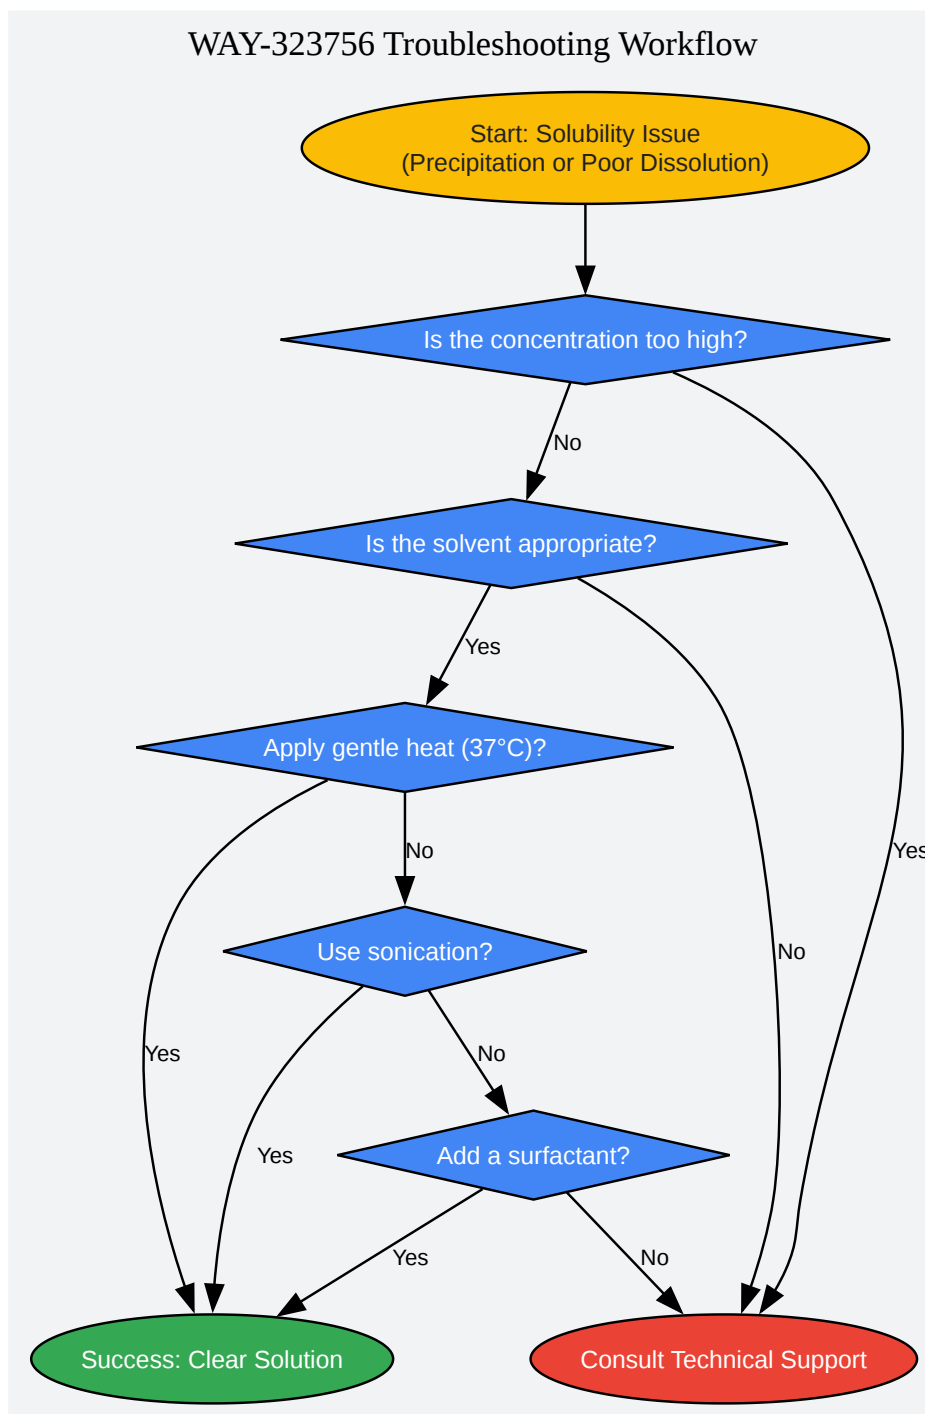 WAY-323756 Troubleshooting Workflow
Start: Solubility Issue
(Precipitation or Poor Dissolution)
Is the concentration too high?
No
Is the solvent appropriate?
Yes
Apply gentle heat (37°C)?
No
Yes
Use sonication?
No
Yes
No
Yes
Add a surfactant?
Yes
No
Success: Clear Solution
Consult Technical Support